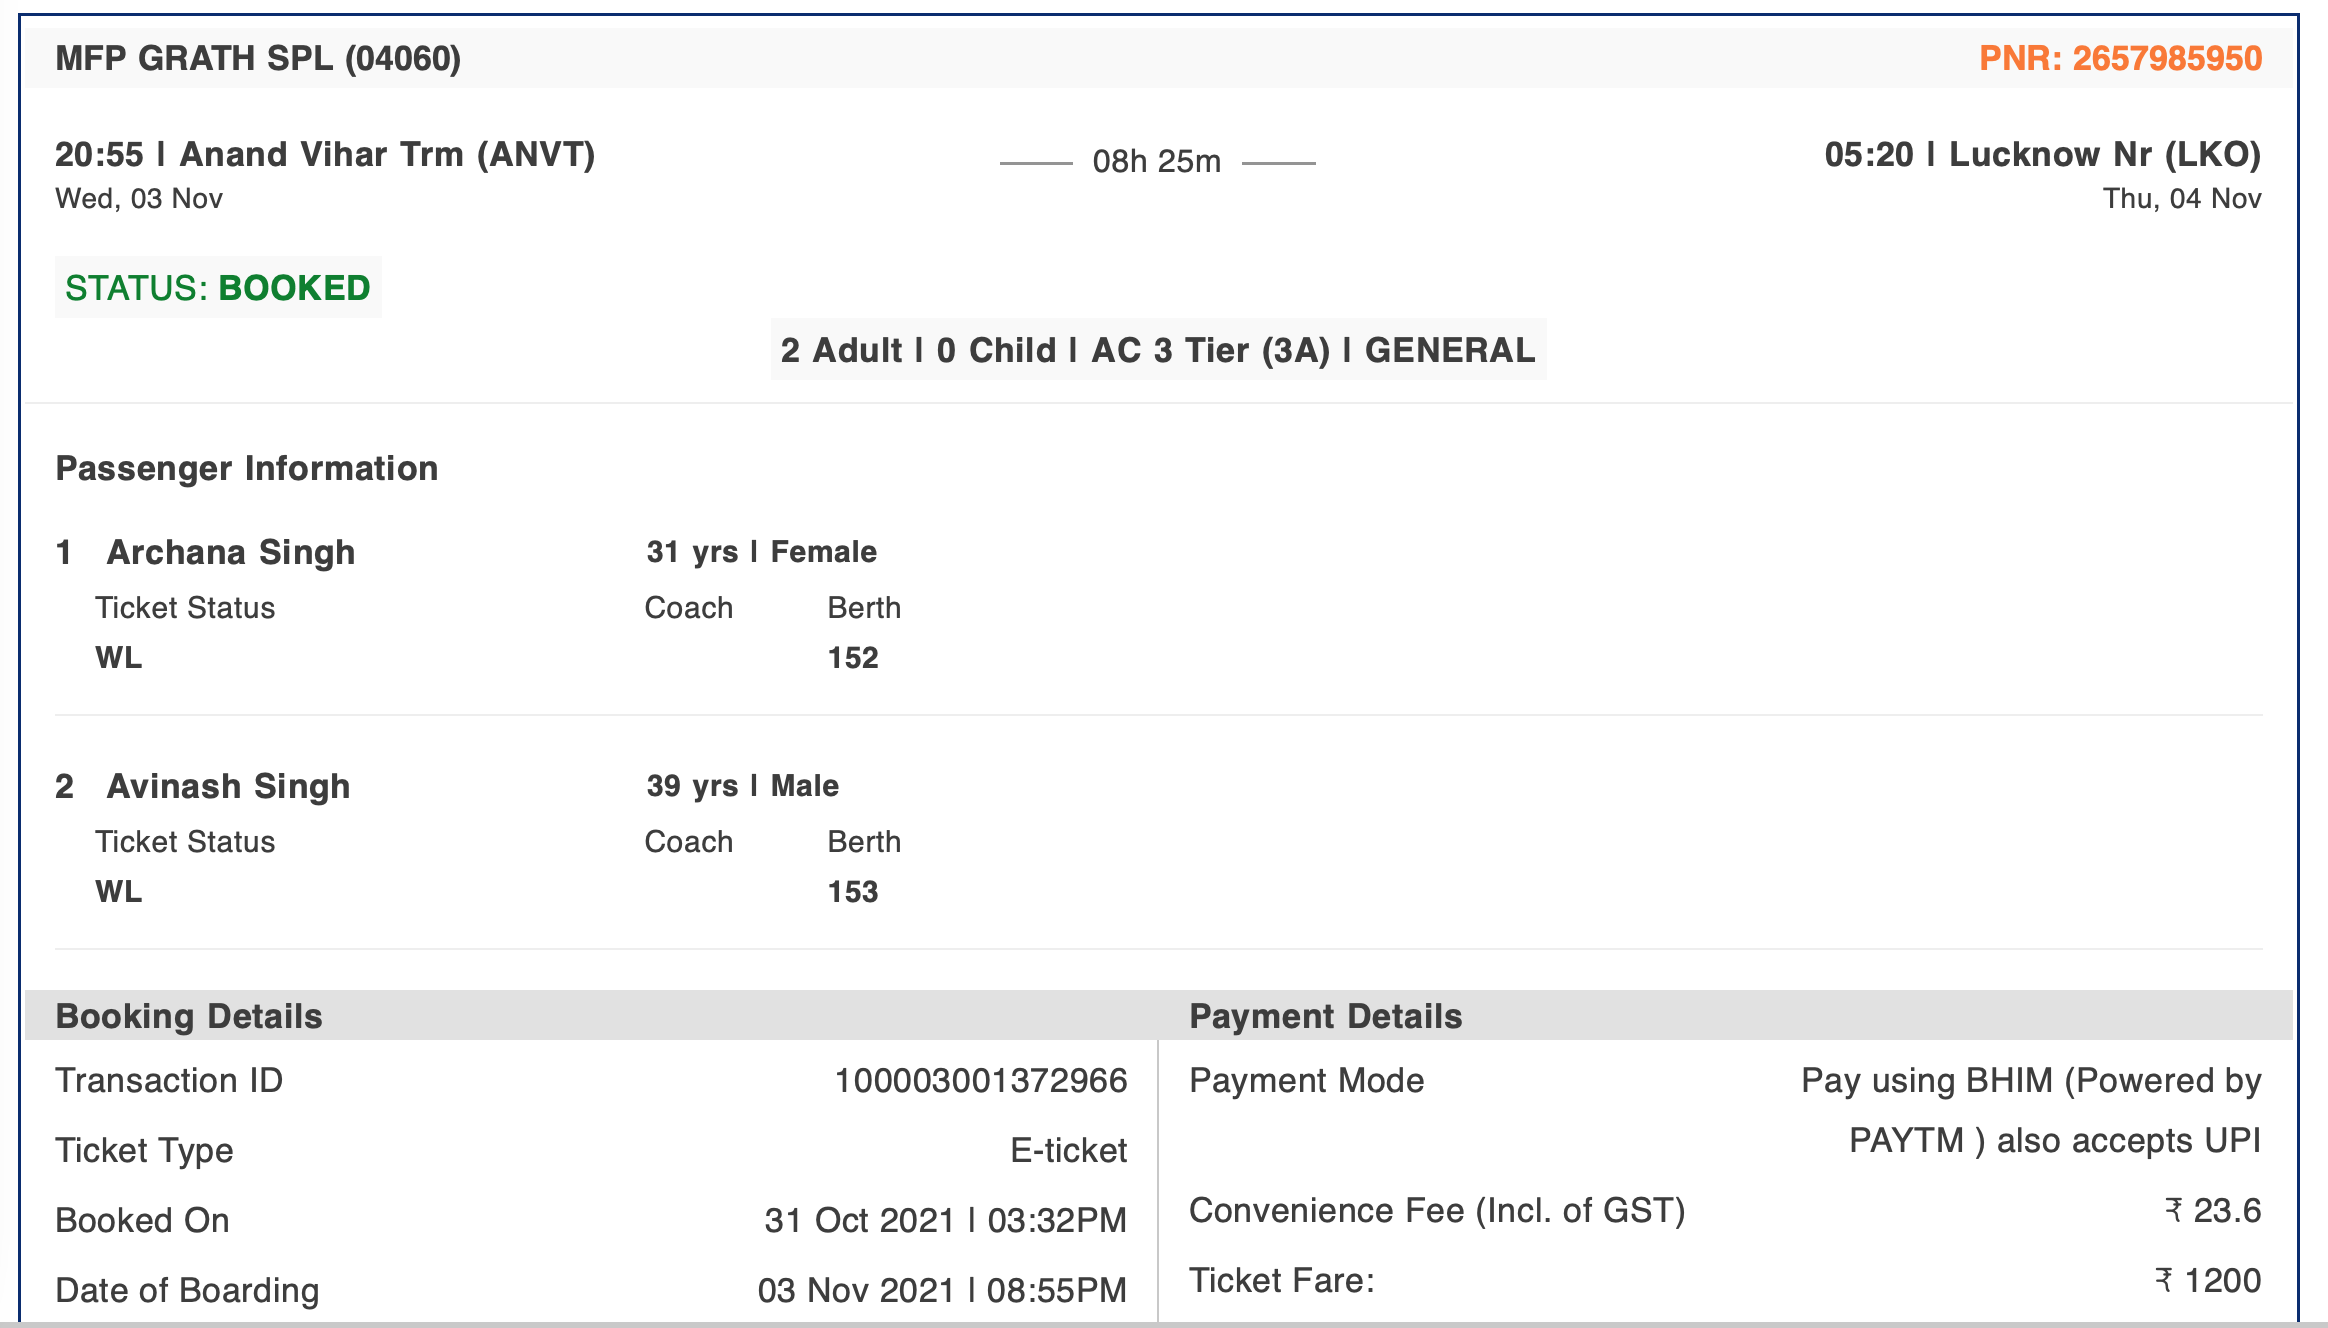 MFP GRATH SPL (04060) PNR: 2657985950
20:55 | Anand Vihar Trm (ANVT) 08h 25m 05:20 | Lucknow Nr (LKO)
Wed, 03 Nov Thu, 04 Nov
STATUS: BOOKED
2 Adult | 0 Child | AC 3 Tier (3A) | GENERAL
Passenger Information
1 Archana Singh 31 yrs | Female
Ticket Status Coach Berth
WL 152
2 Avinash Singh 39 yrs | Male
Ticket Status Coach Berth
WL 153
Booking Details
Transaction ID 100003001372966
Ticket Type E-ticket
Booked On 31 Oct 2021 | 03:32PM
Date of Boarding 03 Nov 2021 | 08:55PM
Payment Details
Payment Mode Pay using BHIM (Powered by
PAYTM ) also accepts UPI
Convenience Fee (Incl. of GST) ₹ 23.6
Ticket Fare: ₹ 1200